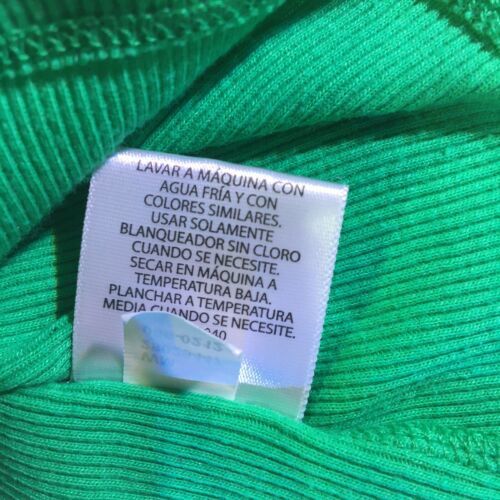 LAVAR A MÁQUINA CON
AGUA FRÍA Y CON
COLORES SIMILARES.
USAR SOLAMENTE
BLANQUEADOR SIN CLORO
CUANDO SE NECESITE.
SECAR EN MÁQUINA A
TEMPERATURA BAJA.
PLANCHAR A TEMPERATURA
MEDIA CUANDO SE NECESITE.
040